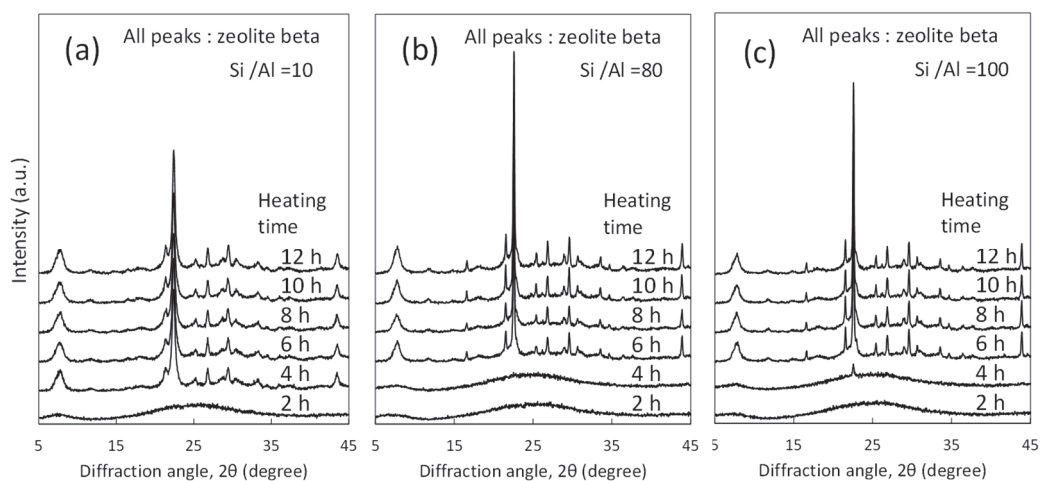 Intensity (a.u.)
(a)
All peaks : zeolite beta
Si /Al =10
Heating
time
12 h
10 h
8 h
6 h
4 h
2 h
5 15 25 35 45
Diffraction angle, 2θ (degree)
(b)
All peaks : zeolite beta
Si /Al =80
Heating
time
12 h
10 h
8 h
6 h
4 h
2 h
5 15 25 35 45
Diffraction angle, 2θ (degree)
(c)
All peaks : zeolite beta
Si /Al =100
Heating
time
12 h
10 h
8 h
6 h
4 h
2 h
5 15 25 35 45
Diffraction angle, 2θ (degree)